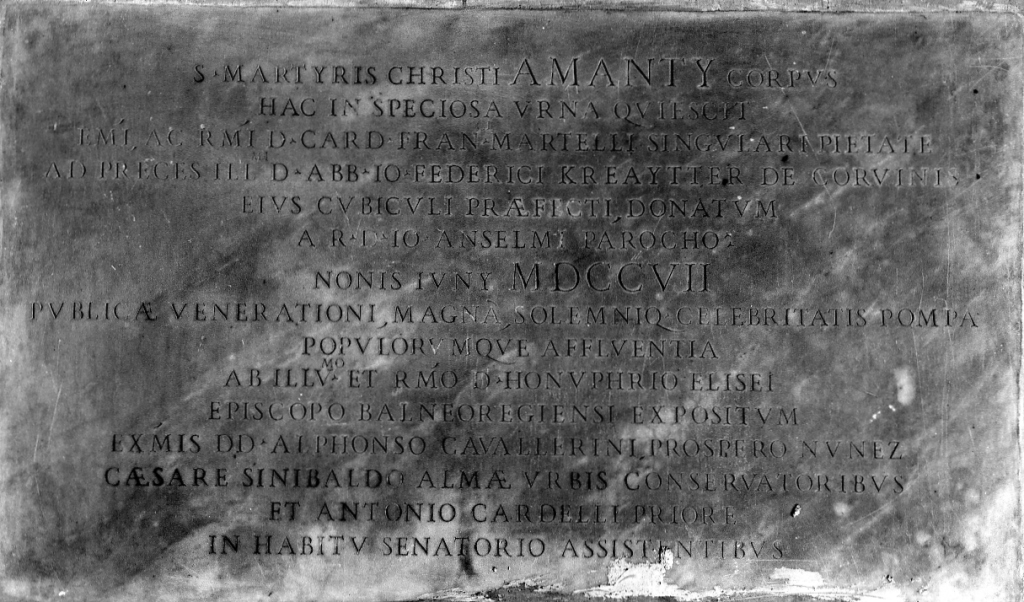 S·MARTYRIS CHRISTI AMANTY CORPVS
HAC IN SPECIOSA VRNA QVIESCIT
EMI, AC RMI D·CARD·FRAN·MARTELLI SINGVLARI PIETATE
AD PRECES ILLMI D·ABB·IO·FEDERICI KREAYTTER DE CORVINIS
EIVS CVBICVLI PRÆFECTI, DONATVM
A R·D·IO·ANSELMI PAROCHO
NONIS IVNY MDCCVII
PVBLICÆ VENERATIONI, MAGNA, SOLEMNIQ CELEBRITATIS POMPA
POPVLORVMQVE AFFLVENTIA
AB ILLVMO ET RMO D·HONVPHRIO ELISEI
EPISCOPO BALNEOREGIENSI EXPOSITVM
EXMIS DD·ALPHONSO CAVALLERINI, PROSPERO NVNEZ
CÆSARE SINIBALDO ALMÆ VRBIS CONSERVATORIBVS
ET ANTONIO CARDELLI PRIORE
IN HABITV SENATORIO ASSISTENTIBVS